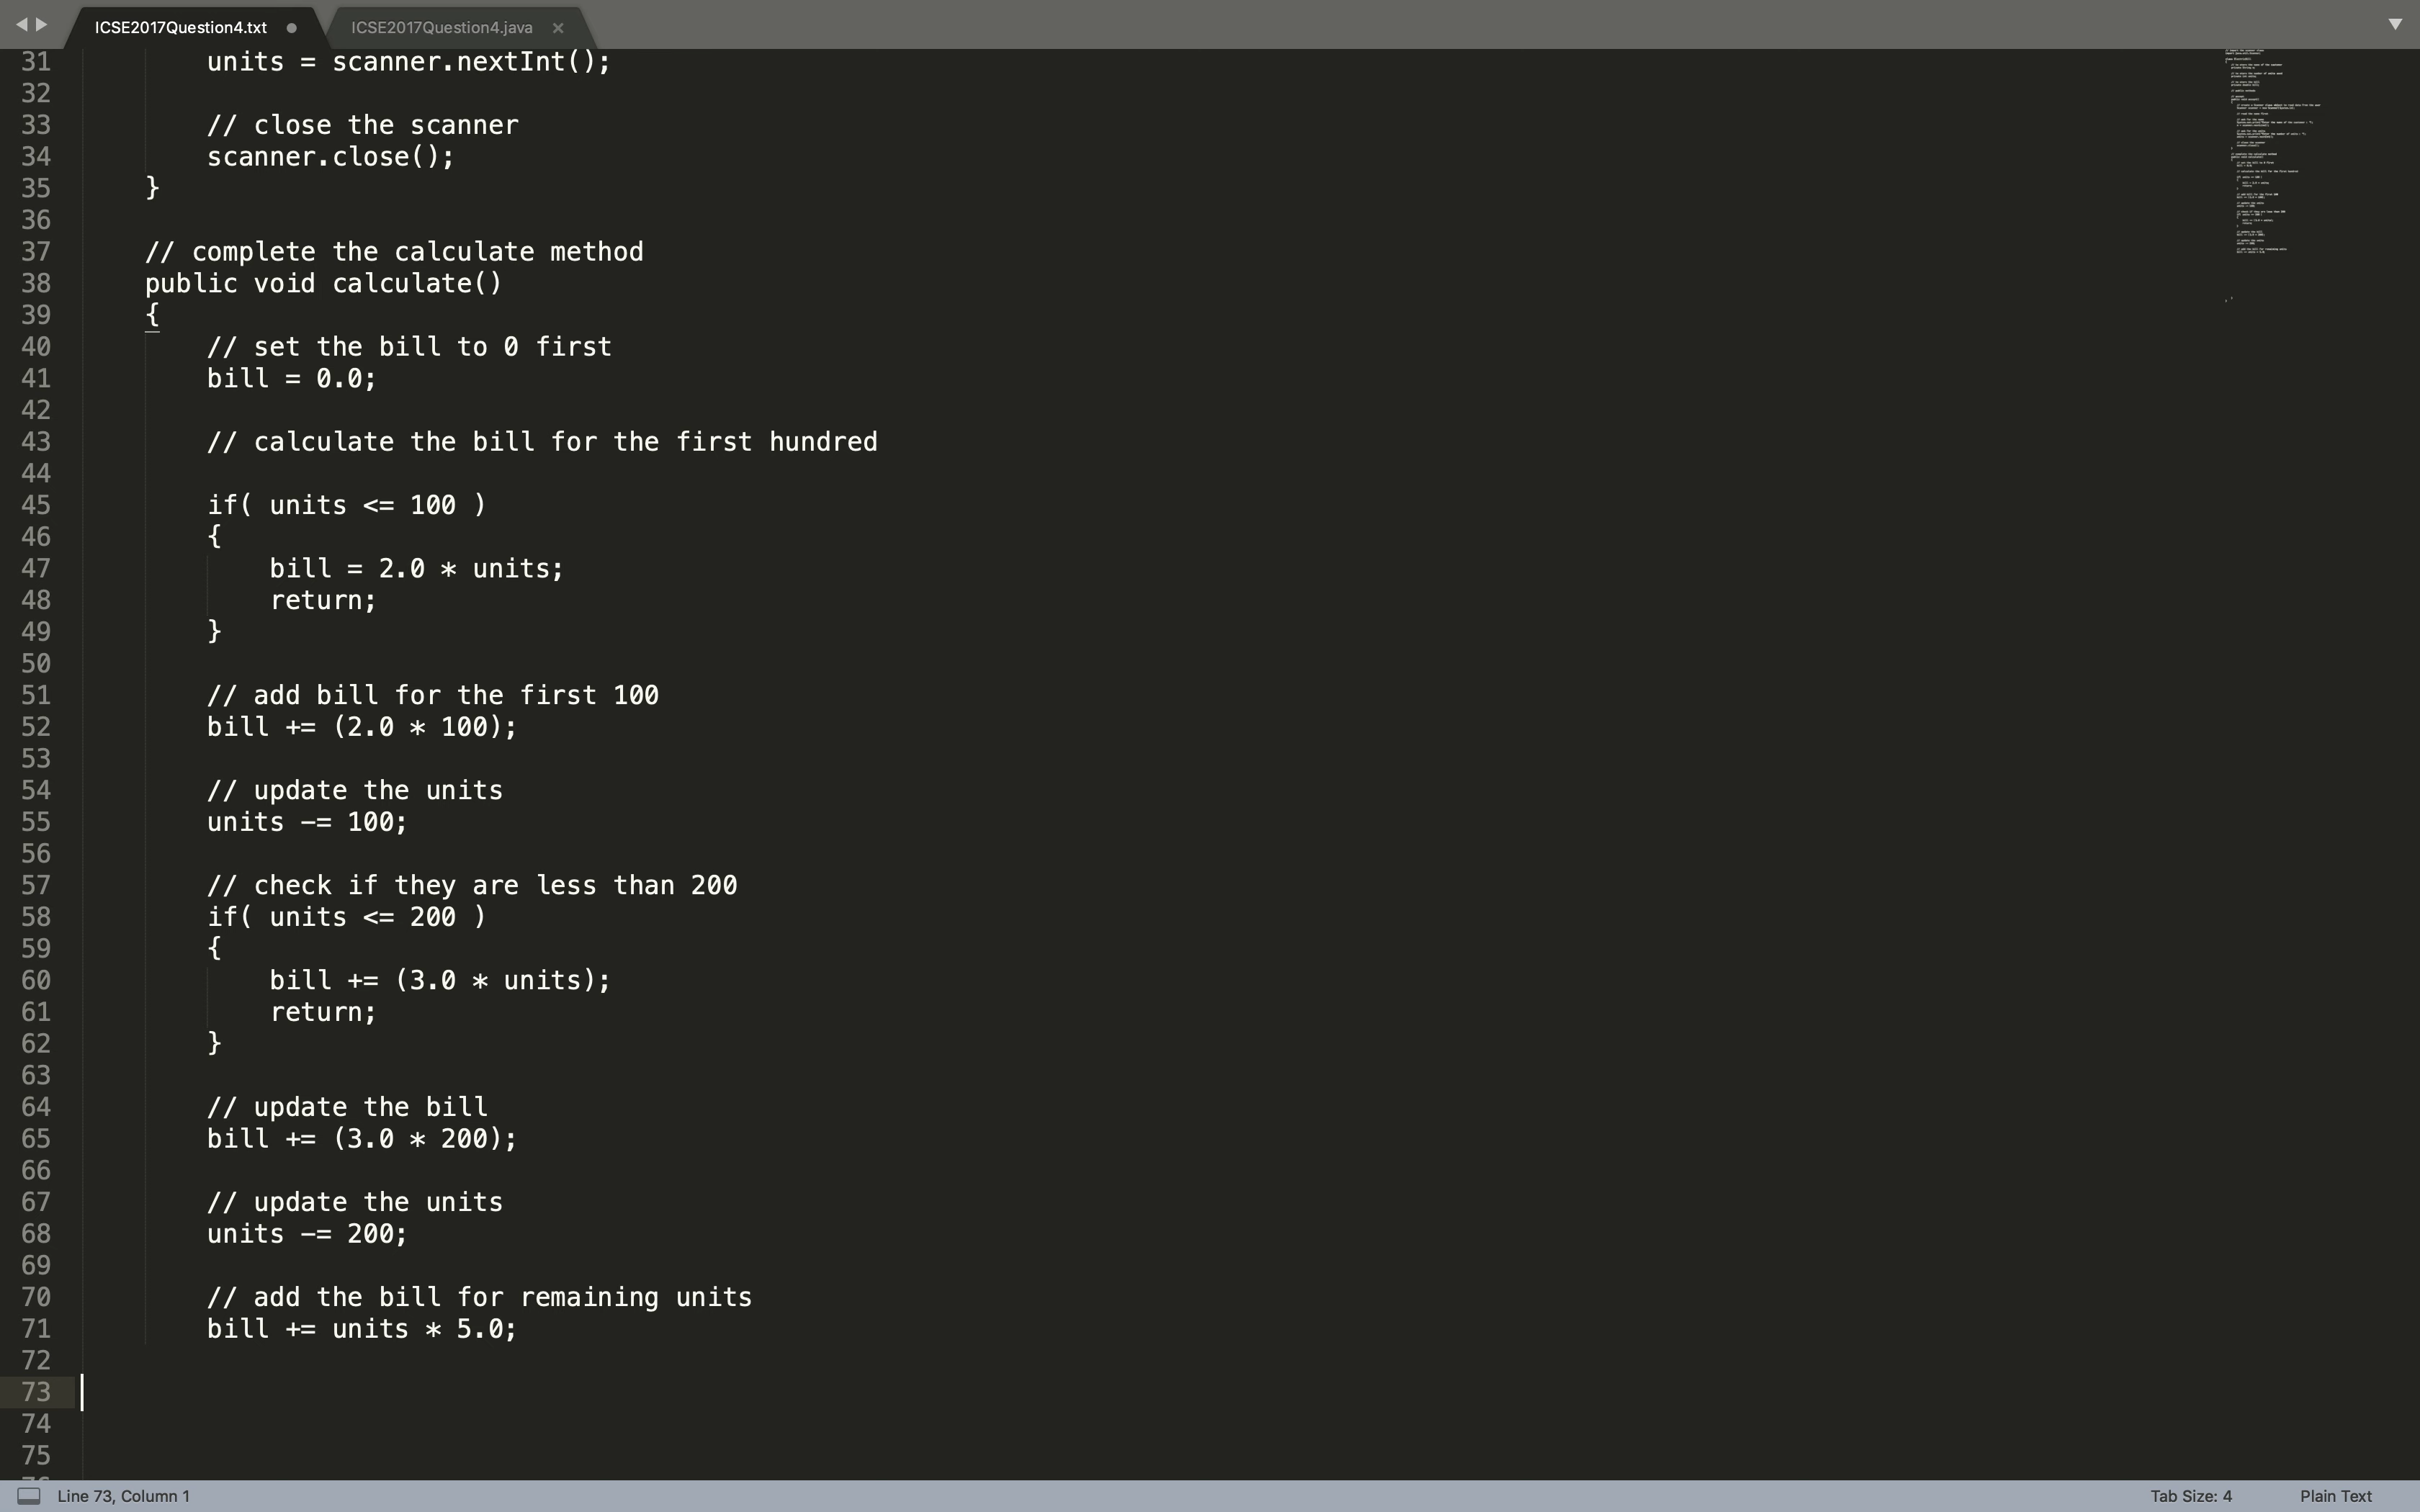 ICSE2017Question4.txt ICSE2017Question4.java
31 units = scanner.nextInt();
32
33 // close the scanner
34 scanner.close();
35 }
36
37 // complete the calculate method
38 public void calculate()
39 {
40 // set the bill to 0 first
41 bill = 0.0;
42
43 // calculate the bill for the first hundred
44
45 if( units <= 100 )
46 {
47 bill = 2.0 * units;
48 return;
49 }
50
51 // add bill for the first 100
52 bill += (2.0 * 100);
53
54 // update the units
55 units -= 100;
56
57 // check if they are less than 200
58 if( units <= 200 )
59 {
60 bill += (3.0 * units);
61 return;
62 }
63
64 // update the bill
65 bill += (3.0 * 200);
66
67 // update the units
68 units -= 200;
69
70 // add the bill for remaining units
71 bill += units * 5.0;
72
73
74
75
Line 73, Column 1 Tab Size: 4 Plain Text